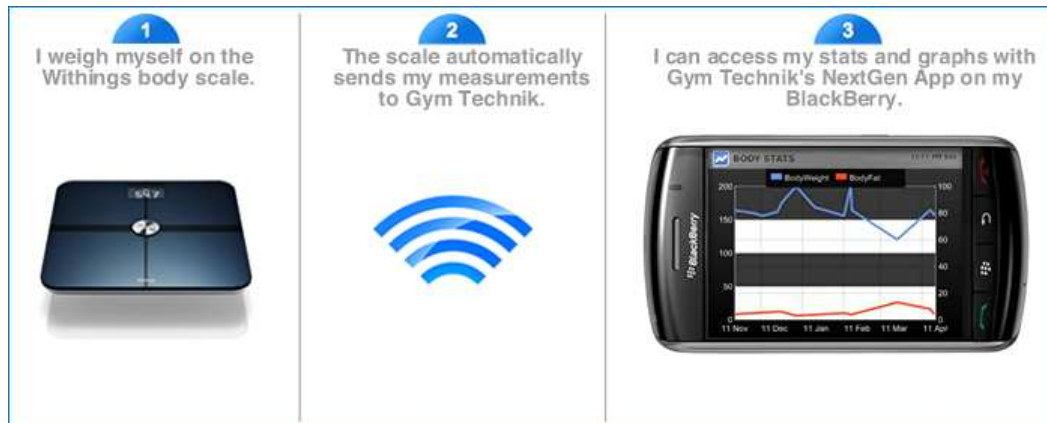 1
I weigh myself on the
Withings body scale.
2
The scale automatically
sends my measurements
to Gym Technik.
3
I can access my stats and graphs with
Gym Technik's NextGen App on my
BlackBerry.
BODY STATS
BodyWeight BodyFat
200 100
150 80
60
100
40
50
20
0 0
11 Nov 11 Dec 11 Jan 11 Feb 11 Mar 11 Apr
BlackBerry